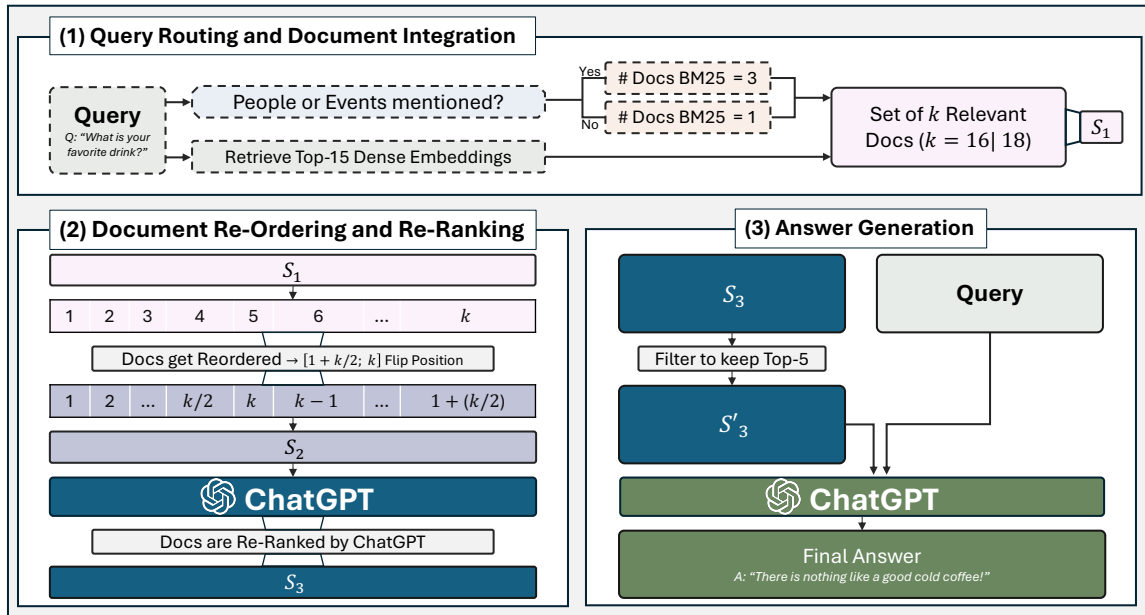 (1) Query Routing and Document Integration
Query
Q: “What is your
favorite drink?”
People or Events mentioned?
Retrieve Top-15 Dense Embeddings
Yes
No
# Docs BM25 = 3
# Docs BM25 = 1
Set of k Relevant
Docs (k = 16| 18)
S₁
(2) Document Re-Ordering and Re-Ranking
S₁
1 2 3 4 5 6 ... k
Docs get Reordered → [1 + k/2; k] Flip Position
1 2 ... k/2 k k − 1 ... 1 + (k/2)
S₂
ChatGPT
Docs are Re-Ranked by ChatGPT
S₃
(3) Answer Generation
S₃
Query
Filter to keep Top-5
S′₃
ChatGPT
Final Answer
A: “There is nothing like a good cold coffee!”